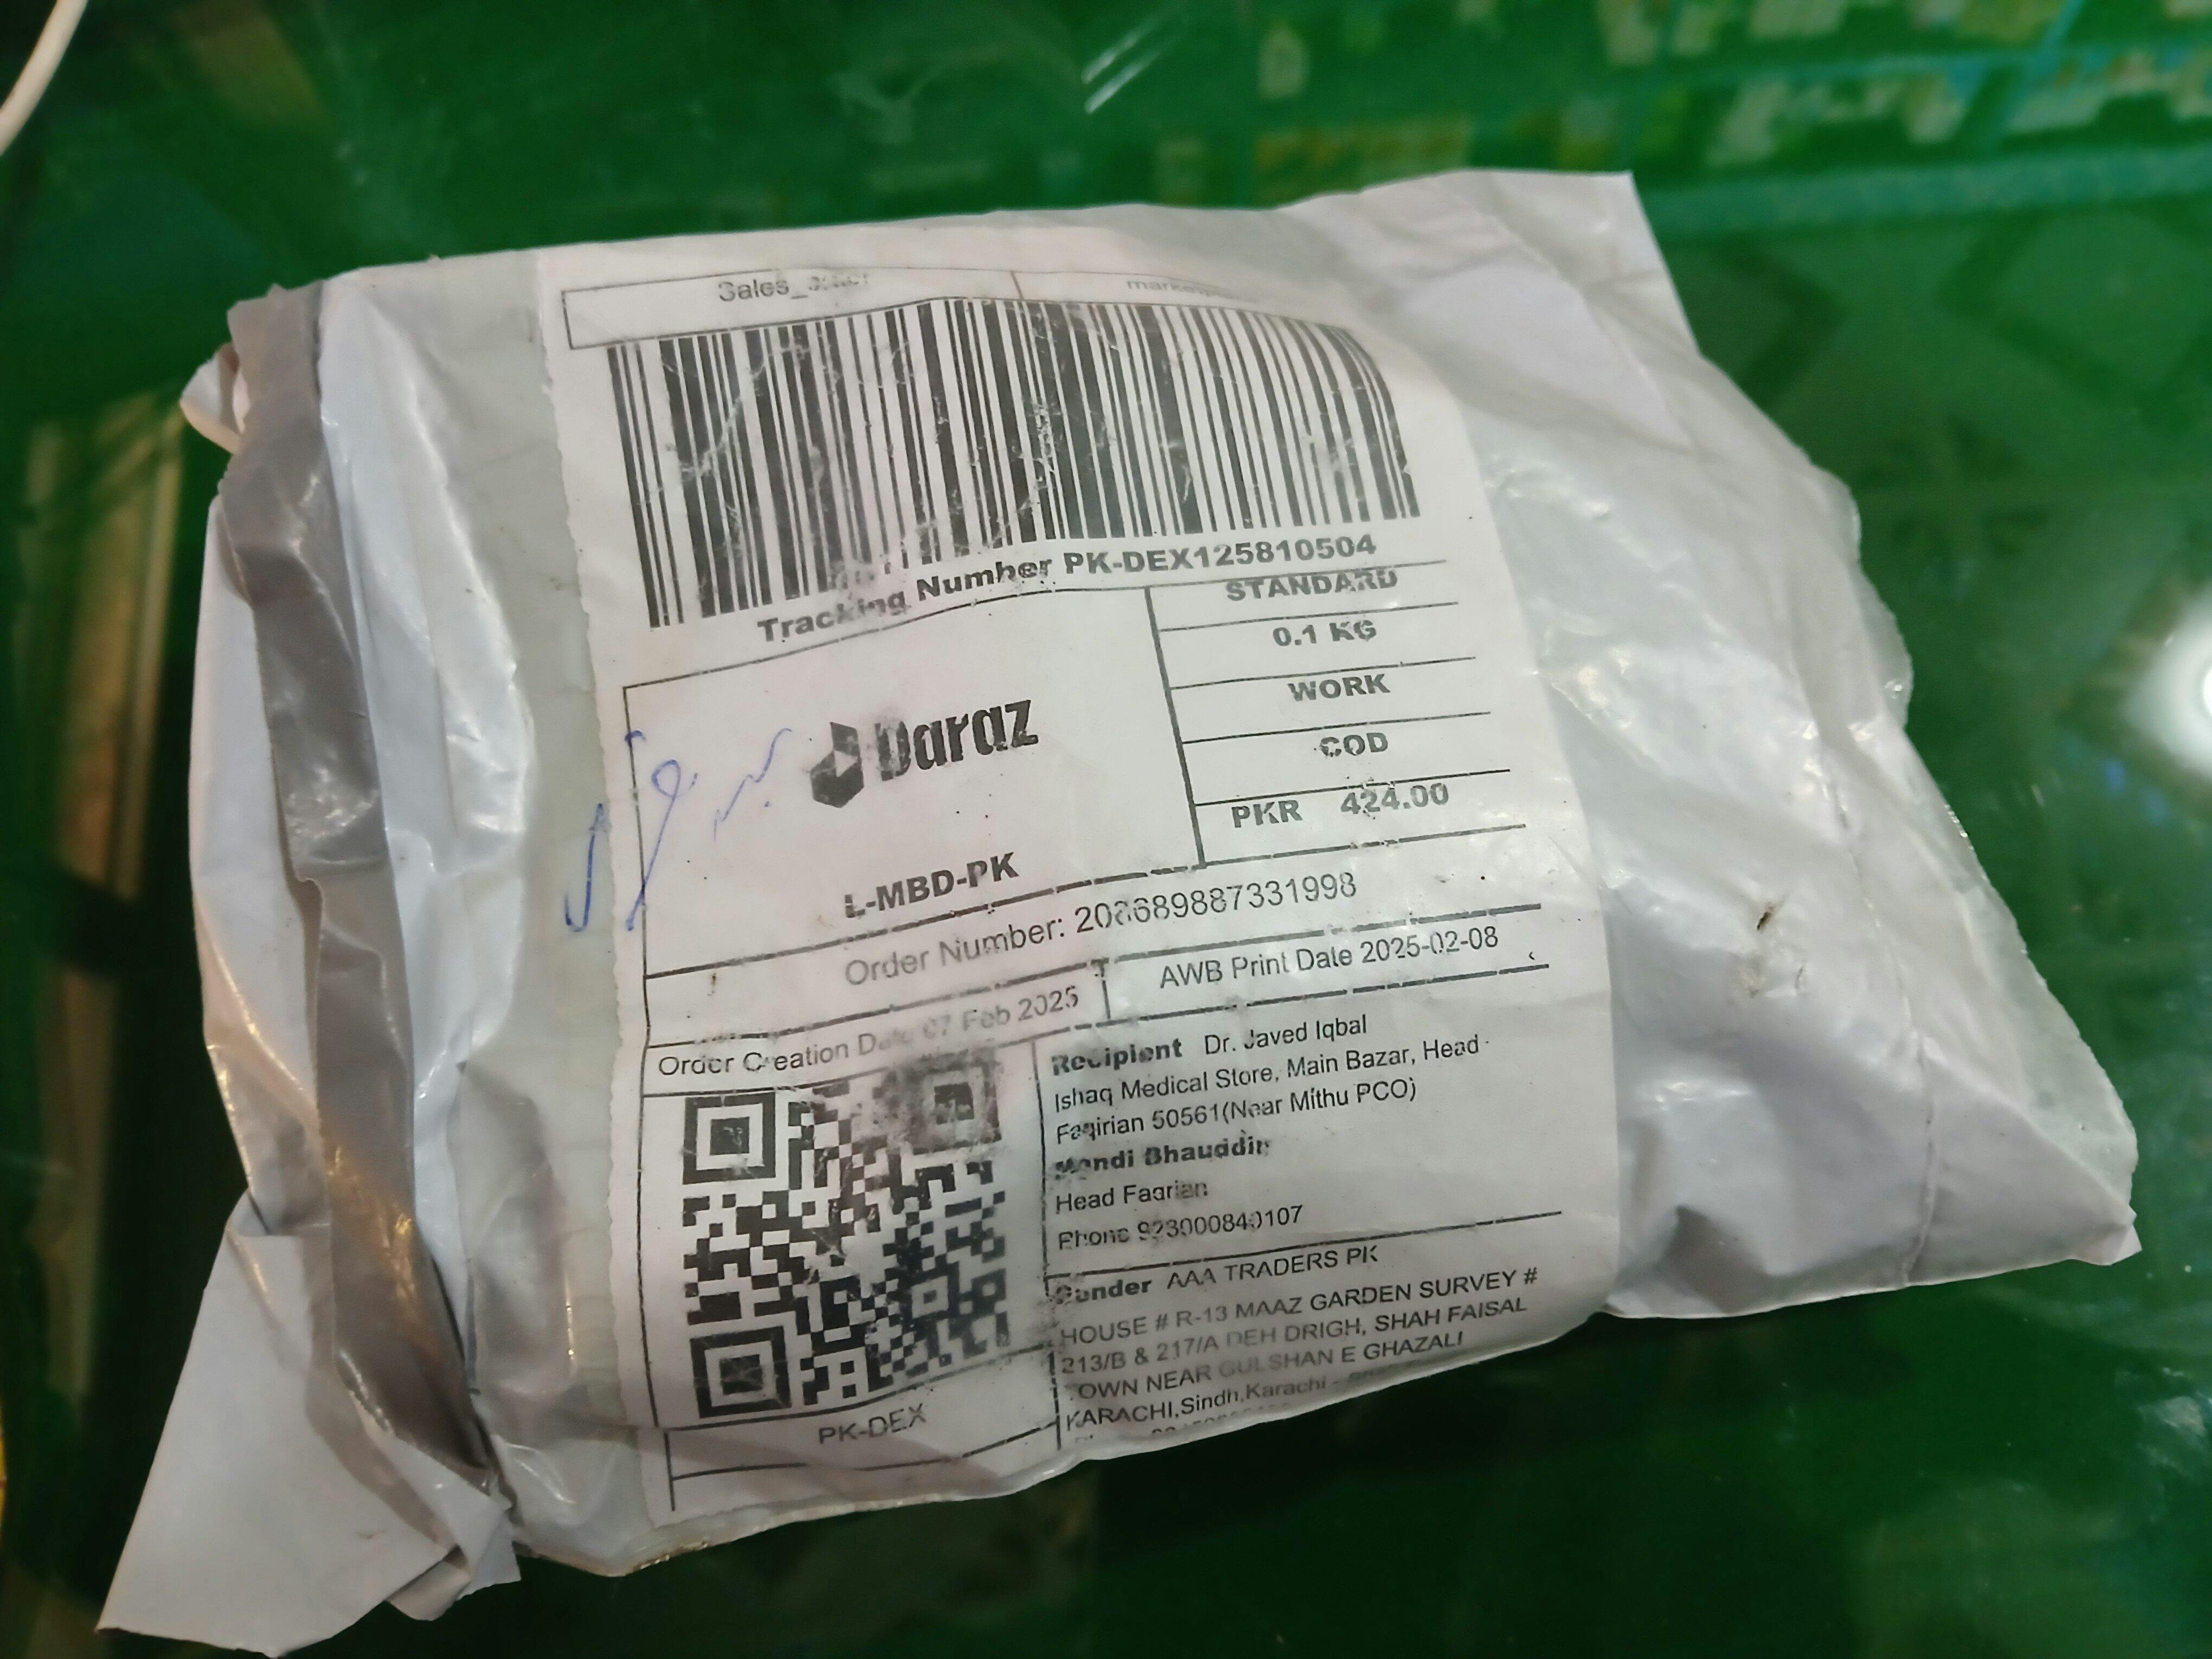 Sales_
Tracking Number PK-DEX125810504
STANDARD
0.1 KG
WORK
COD
PKR 424.00
Daraz
L-MBD-PK
Order Number: 208689887331998
AWB Print Date 2025-02-08
Order Creation Date 07 Feb 2025
Recipient Dr. Javed Iqbal
Ishaq Medical Store, Main Bazar, Head
Faqirian 50561(Near Mithu PCO)
Mandi Bhauddin
Head Faqrian
Phone
Sender AAA TRADERS PK
HOUSE # R-13 MAAZ GARDEN SURVEY #
213/B & 217/A DEH DRIGH, SHAH FAISAL
TOWN NEAR GULSHAN E GHAZALI
KARACHI,Sindh,Karachi -
PK-DEX